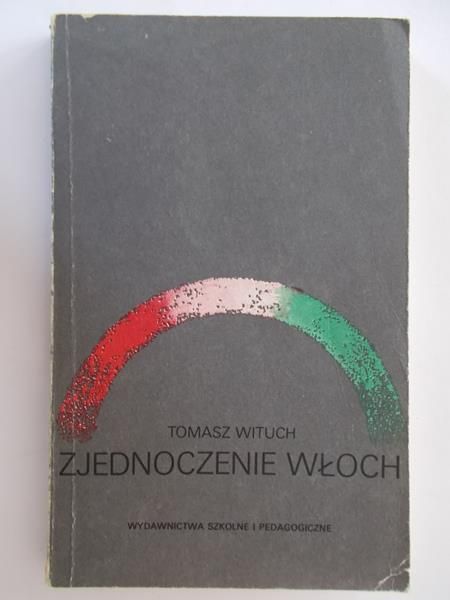 TOMASZ WITUCH
ZJEDNOCZENIE WŁOCH
WYDAWNICTWA SZKOLNE I PEDAGOGICZNE